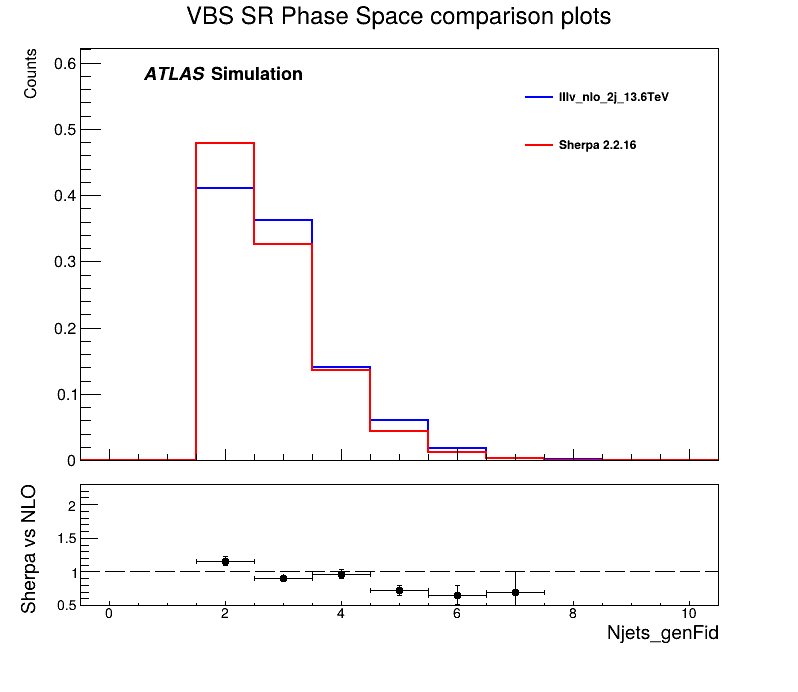 VBS SR Phase Space comparison plots
Counts
ATLAS Simulation
lllv_nlo_2j_13.6TeV
Sherpa 2.2.16
0.6
0.5
0.4
0.3
0.2
0.1
0
Sherpa vs NLO
2
1.5
1
0.5
0 2 4 6 8 10
Njets_genFid